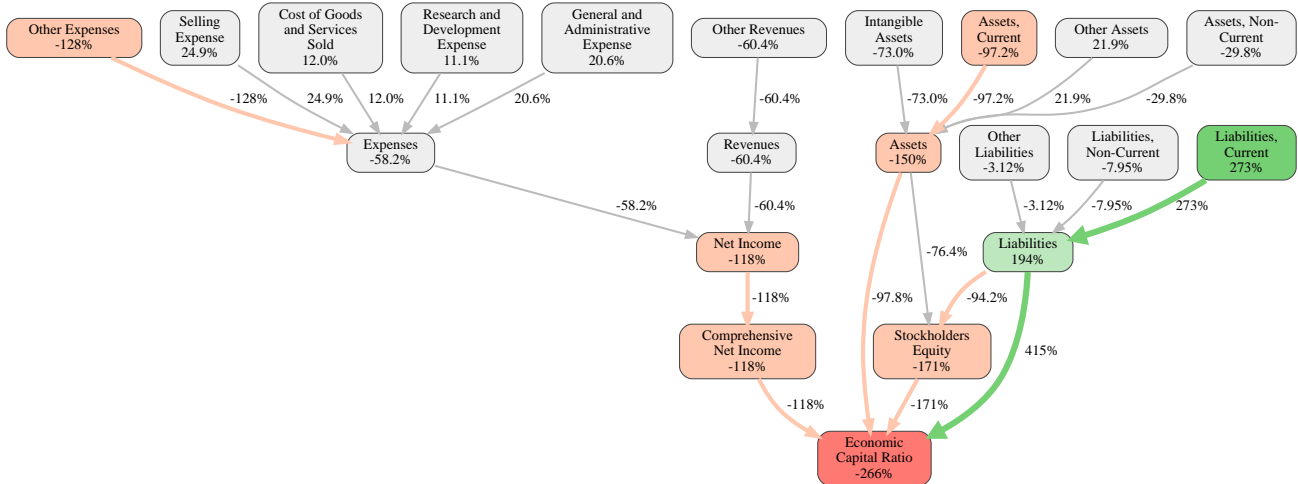 Other Expenses
-128%
Selling
Expense
24.9%
Cost of Goods
and Services
Sold
12.0%
Research and
Development
Expense
11.1%
General and
Administrative
Expense
20.6%
Other Revenues
-60.4%
Intangible
Assets
-73.0%
Assets,
Current
-97.2%
Other Assets
21.9%
Assets, Non-
Current
-29.8%
-128%
24.9%
12.0%
11.1%
20.6%
-60.4%
-73.0%
-97.2%
21.9%
-29.8%
Expenses
-58.2%
Revenues
-60.4%
Assets
-150%
Other
Liabilities
-3.12%
Liabilities,
Non-Current
-7.95%
Liabilities,
Current
273%
-58.2%
-60.4%
-3.12%
-7.95%
273%
Net Income
-118%
-76.4%
Liabilities
194%
-118%
-97.8%
-94.2%
Comprehensive
Net Income
-118%
Stockholders
Equity
-171%
415%
-118%
-171%
Economic
Capital Ratio
-266%